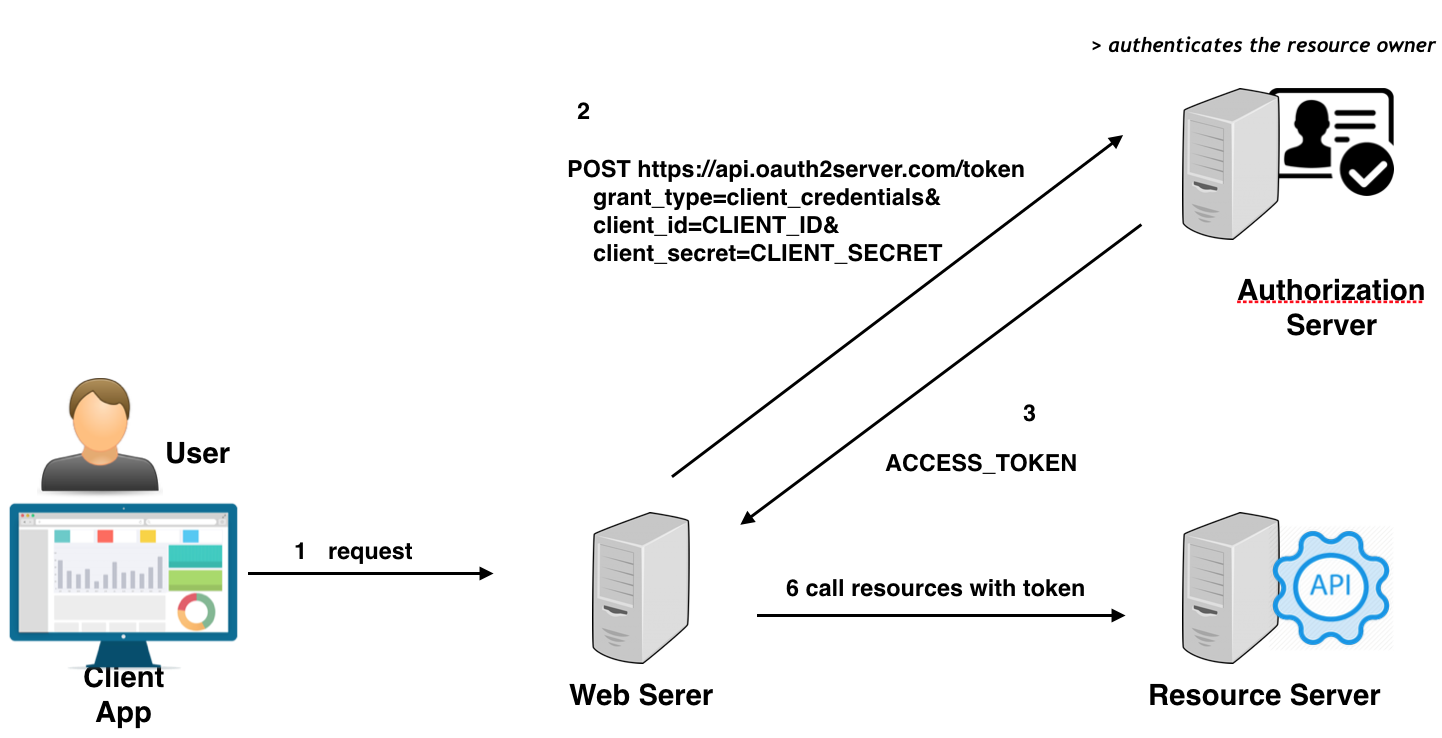 > authenticates the resource owner
2
POST https://api.oauth2server.com/token
grant_type=client_credentials&
client_id=CLIENT_ID&
client_secret=CLIENT_SECRET
Authorization
Server
3
ACCESS_TOKEN
User
1 request
6 call resources with token
API
Client
App
Web Serer
Resource Server